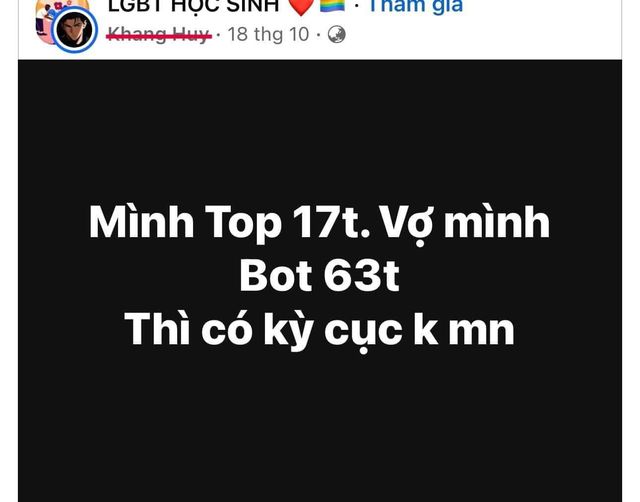 LGBT HỌC SINH ❤️🏳️‍🌈 · Tham gia
Khang Huy · 18 thg 10 ·
Mình Top 17t. Vợ mình
Bot 63t
Thì có kỳ cục k mn